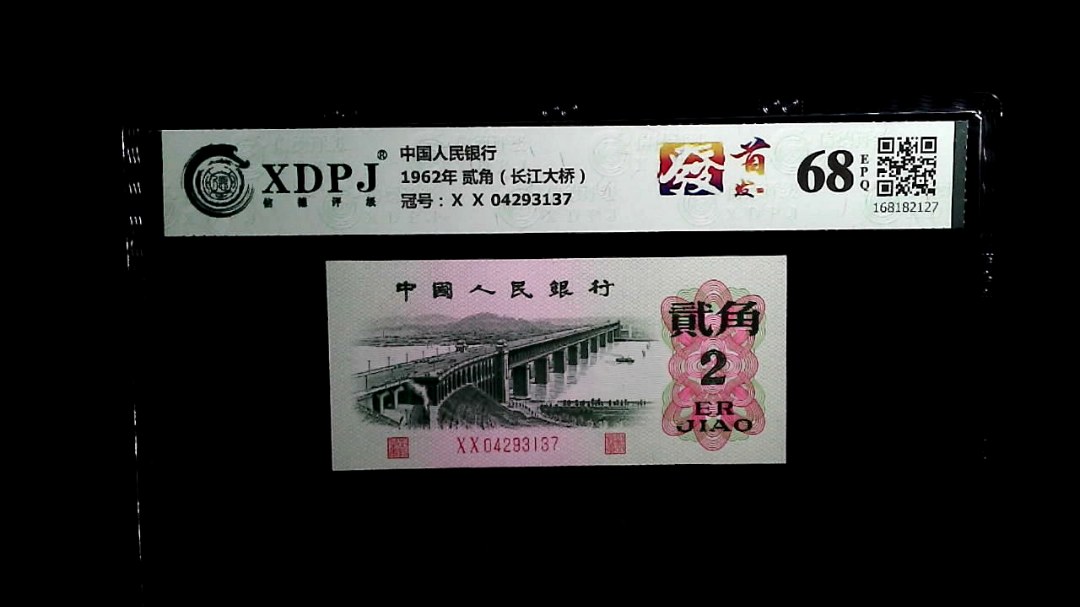 XDPJ®
信德评级
中国人民银行
1962年 贰角（长江大桥）
冠号：X X 04293137
發
首发
68
EPQ
168182127
中國人民銀行
貳角
2
ER
JIAO
XX04293137